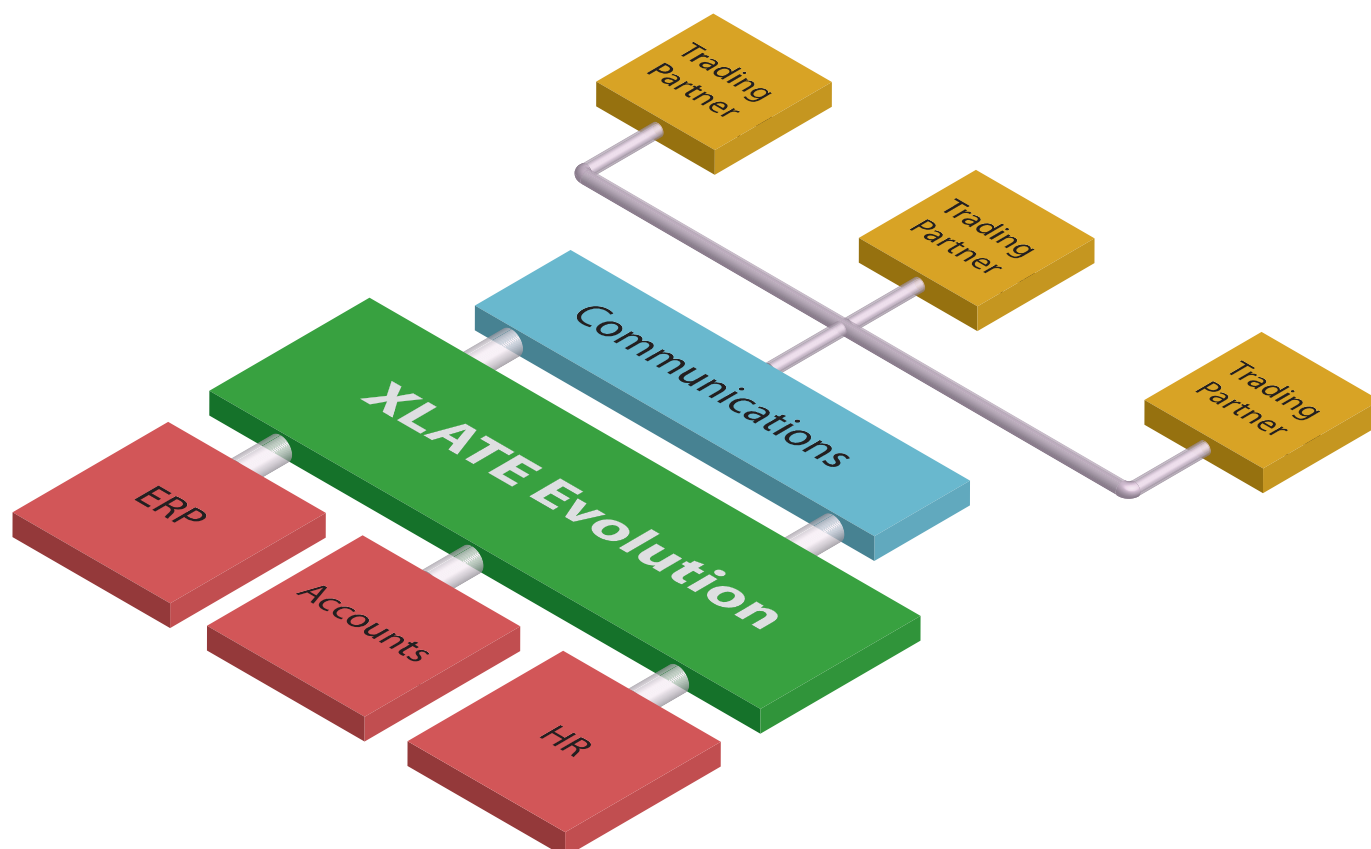 Trading
Partner
Trading
Partner
Trading
Partner
Communications
XLATE Evolution
ERP
Accounts
HR